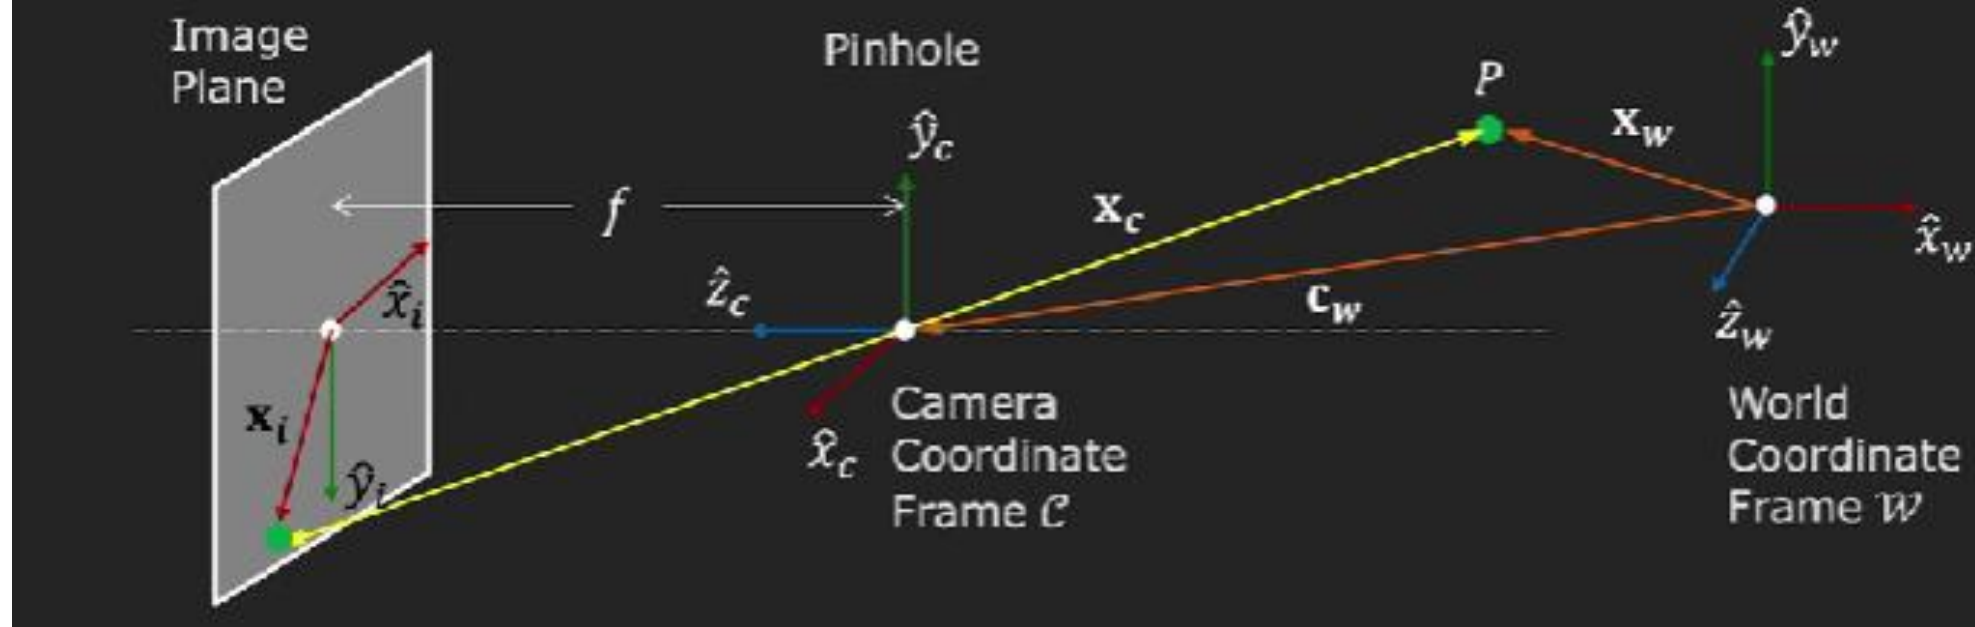 Image
Plane
Pinhole
P
ŷ_w
x_w
ŷ_c
f
x_c
x̂_w
x̂_i
ẑ_c
c_w
ẑ_w
x_i
ŷ_i
x̂_c
Camera
Coordinate
Frame 𝒞
World
Coordinate
Frame 𝒲